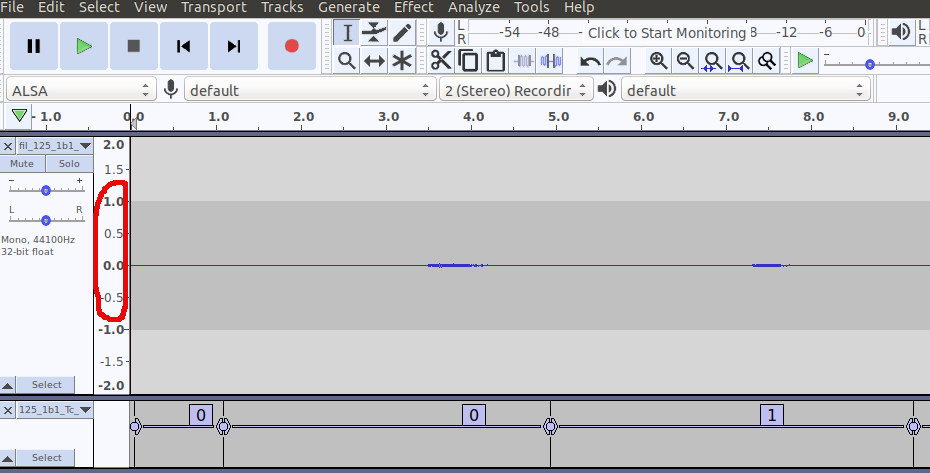 File Edit Select View Transport Tracks Generate Effect Analyze Tools Help
L R -54 -48 - Click to Start Monitoring 8 -12 -6 0 L R
ALSA default 2 (Stereo) Recordir default
- 1.0 0.0 1.0 2.0 3.0 4.0 5.0 6.0 7.0 8.0 9.0
fil_125_1b1_
Mute Solo
- +
L R
Mono, 44100Hz
32-bit float
Select
2.0
1.5
1.0
0.5
0.0
-0.5
-1.0
-1.5
-2.0
125_1b1_Tc_
0 0 1
Select